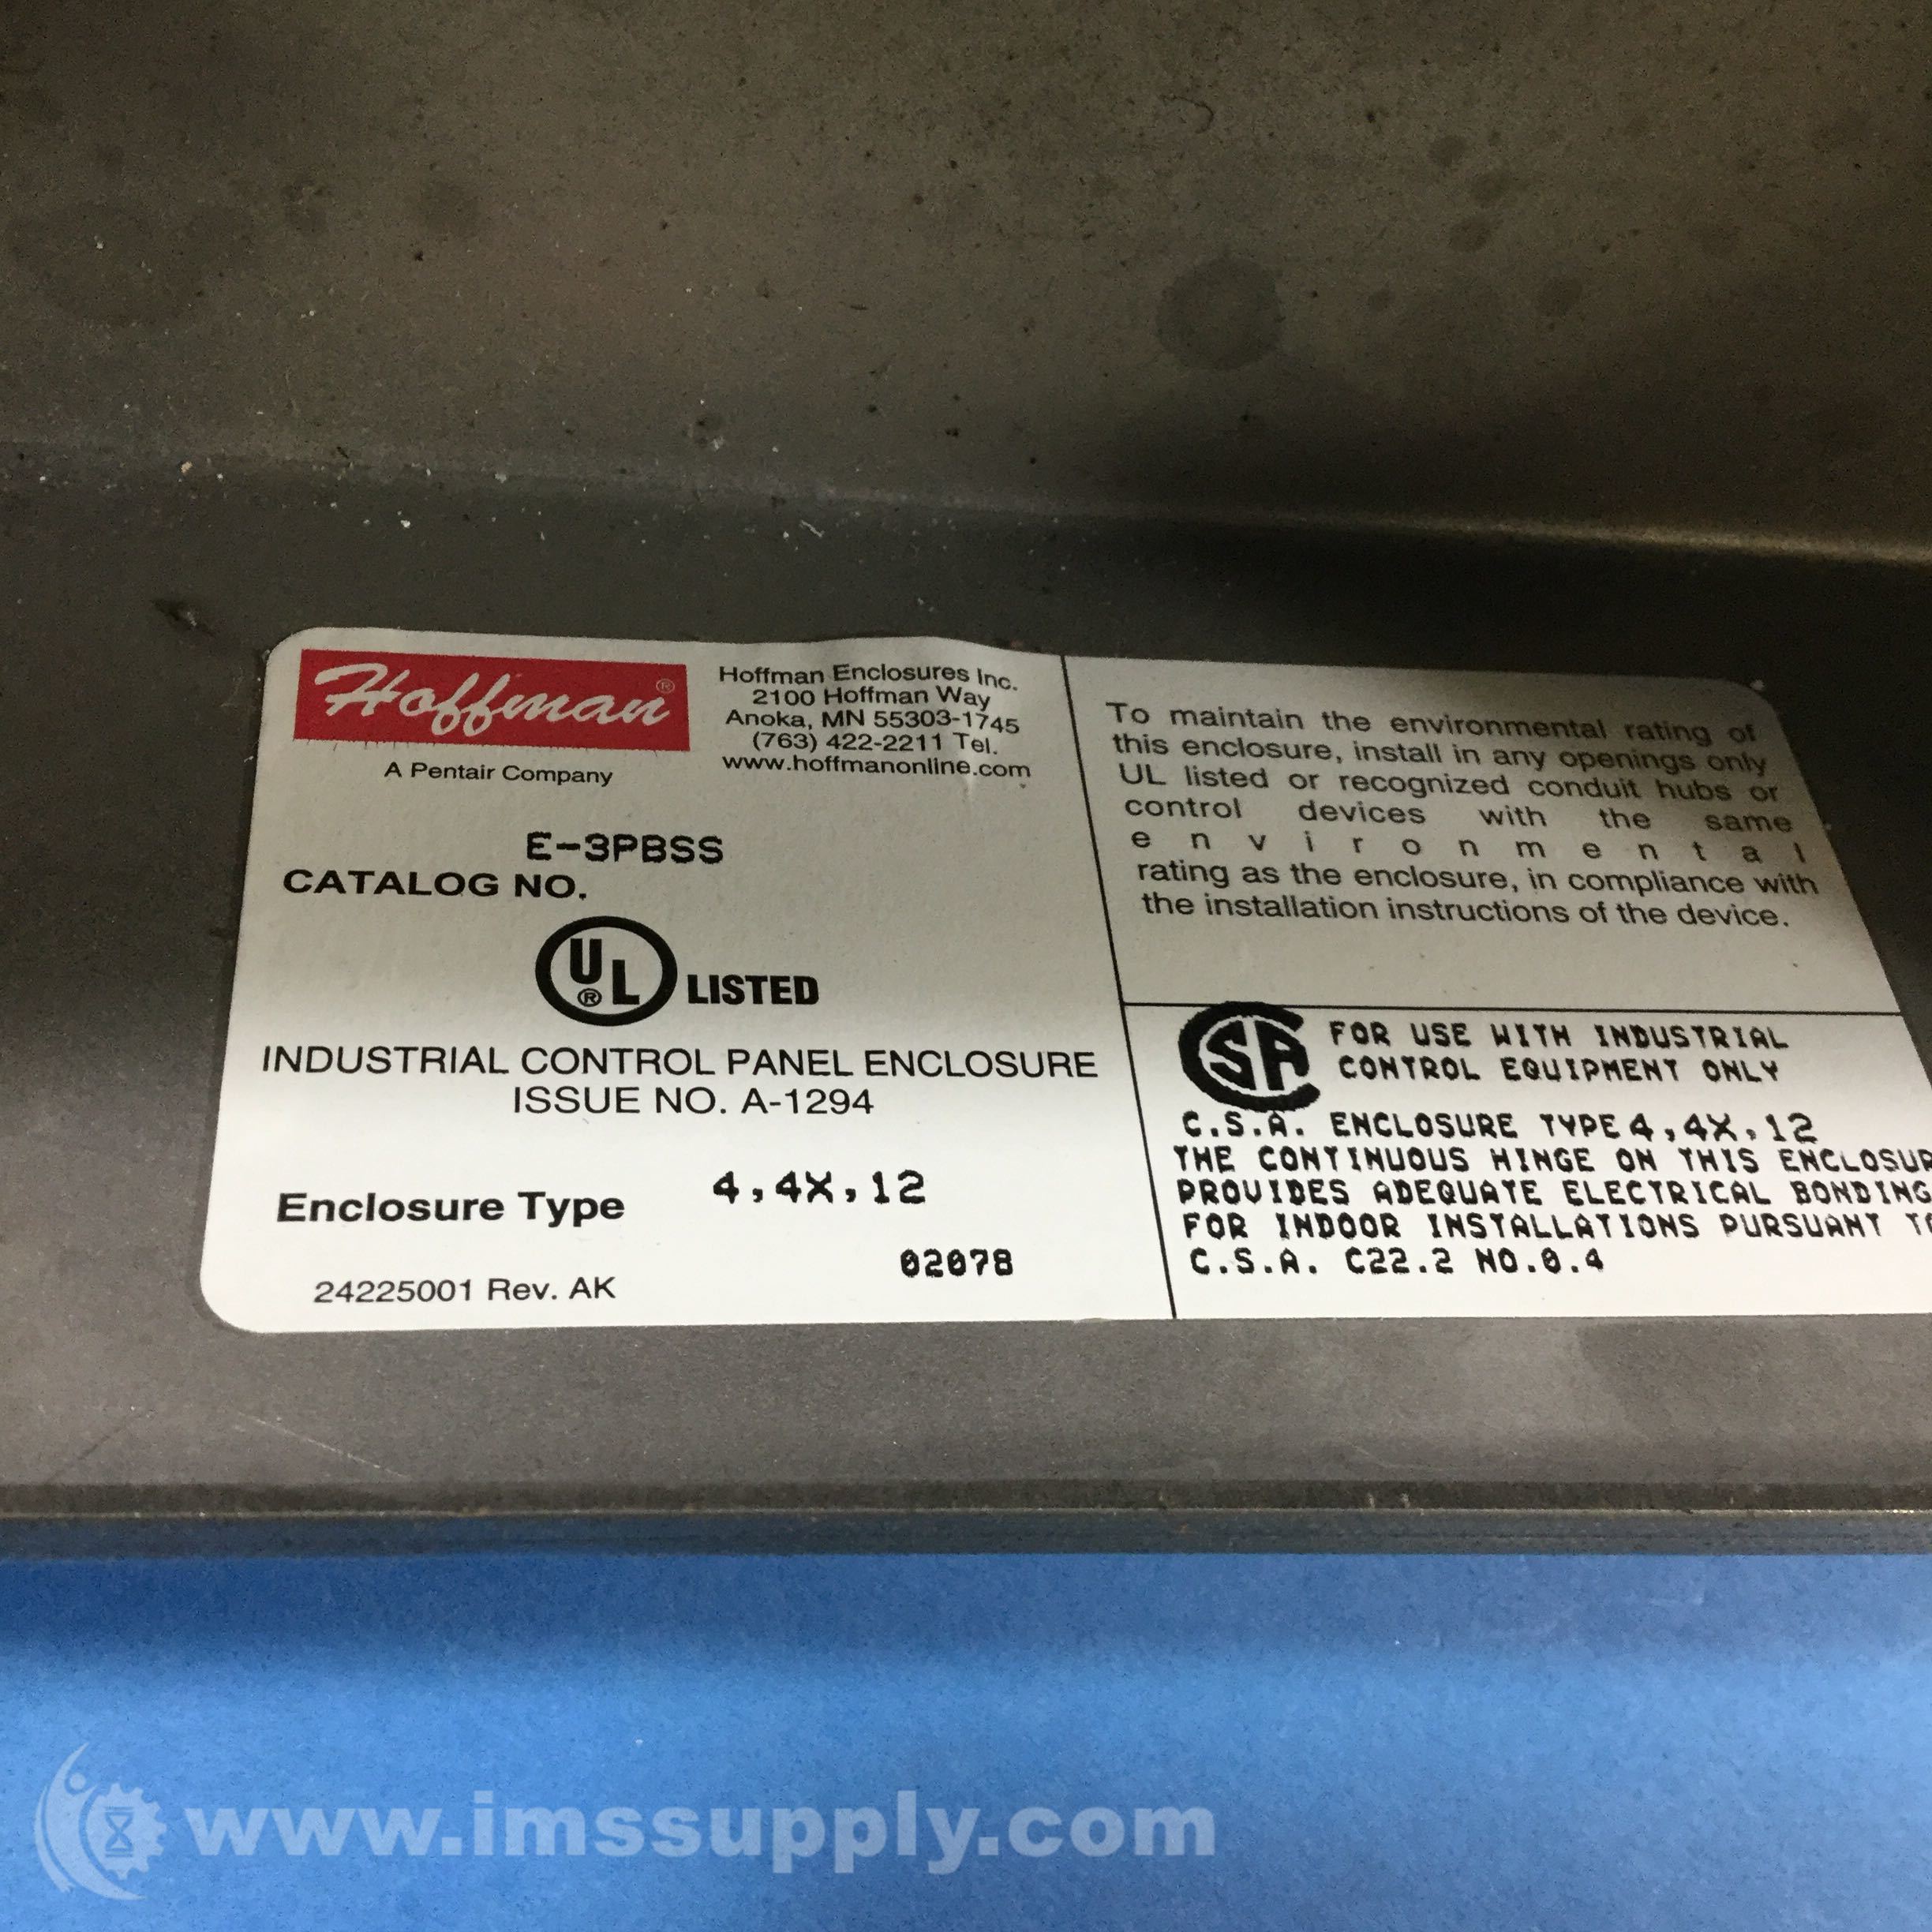 Hoffman®
A Pentair Company
Hoffman Enclosures Inc.
2100 Hoffman Way
Anoka, MN 55303-1745
(763) 422-2211 Tel.
www.hoffmanonline.com
E-3PBSS
CATALOG NO.
UL® LISTED
INDUSTRIAL CONTROL PANEL ENCLOSURE
ISSUE NO. A-1294
Enclosure Type 4,4X,12
02078
24225001 Rev. AK
To maintain the environmental rating of
this enclosure, install in any openings only
UL listed or recognized conduit hubs or
control devices with the same
e n v i r o n m e n t a l
rating as the enclosure, in compliance with
the installation instructions of the device.
CSA FOR USE WITH INDUSTRIAL
CONTROL EQUIPMENT ONLY
C.S.A. ENCLOSURE TYPE 4,4X,12
THE CONTINUOUS HINGE ON THIS ENCLOSUR
PROVIDES ADEQUATE ELECTRICAL BONDING
FOR INDOOR INSTALLATIONS PURSUANT TO
C.S.A. C22.2 NO.0.4
www.imssupply.com